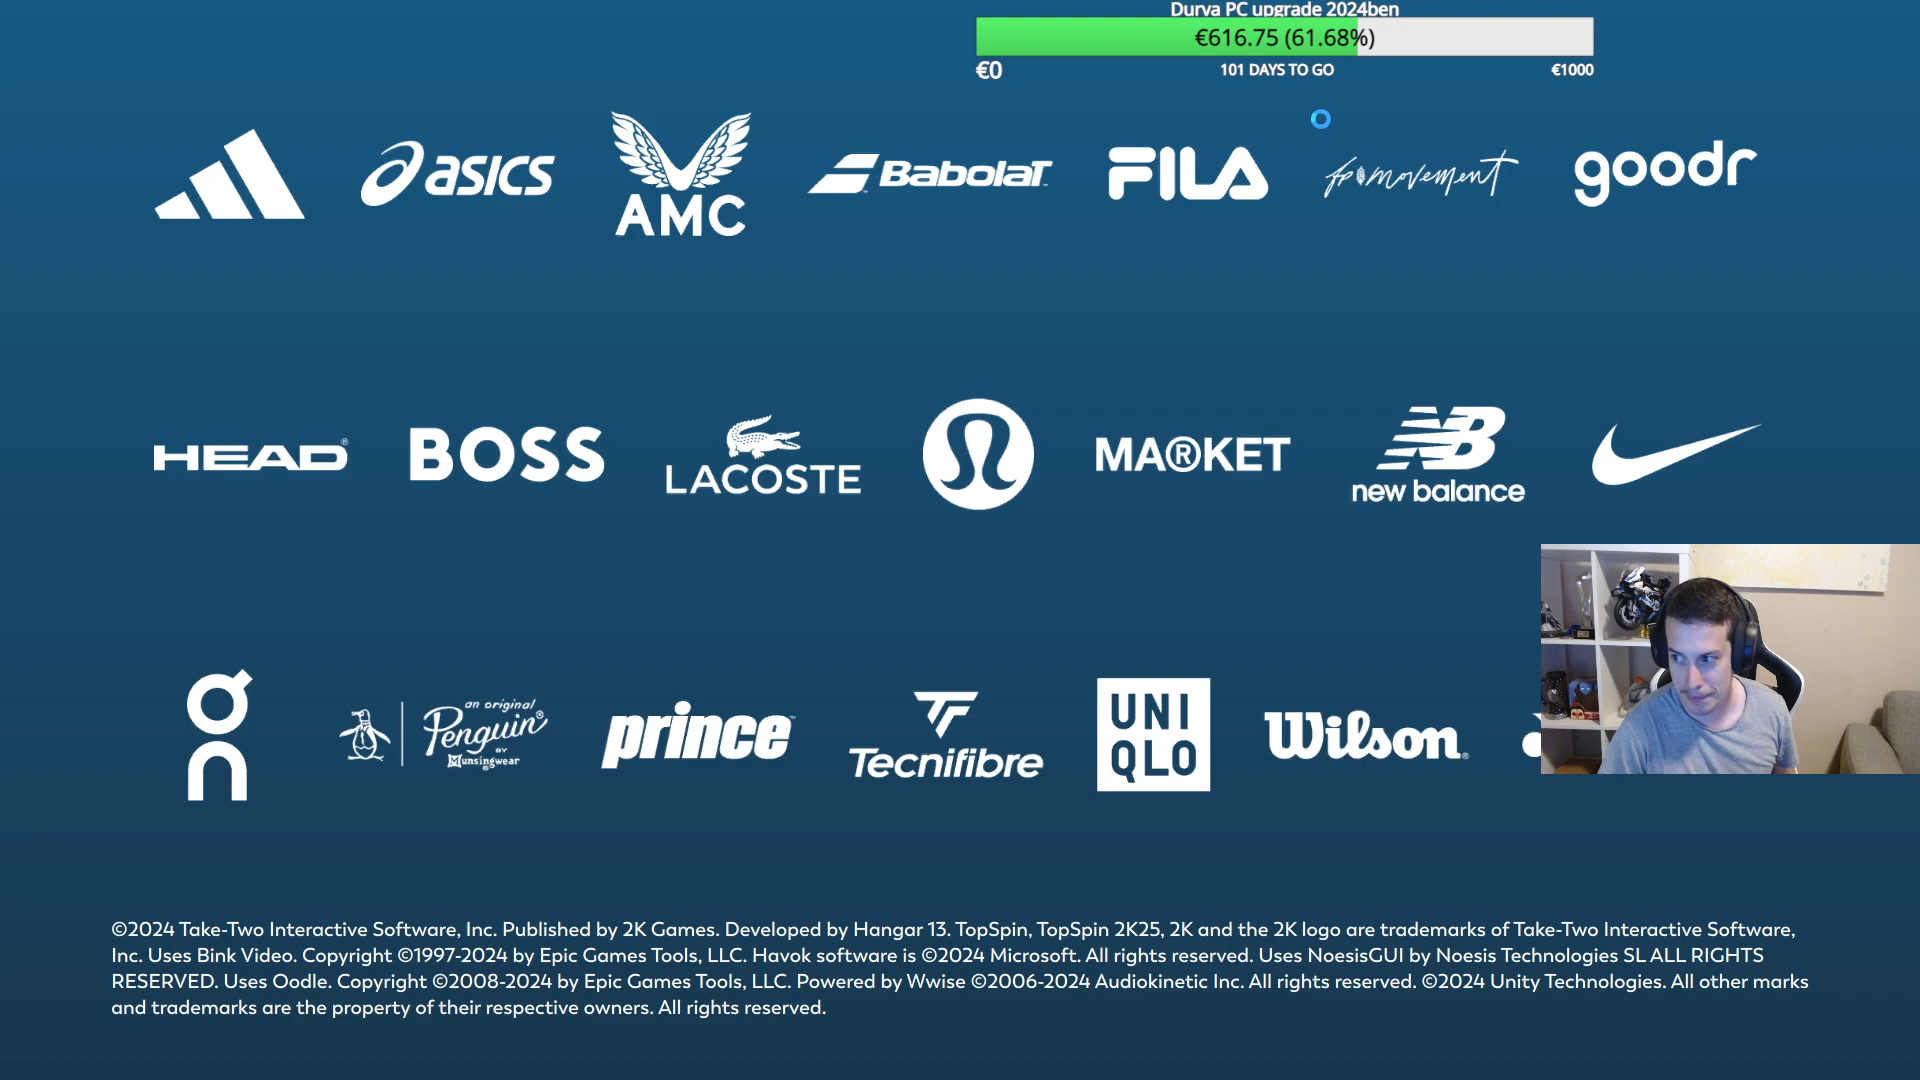 Durva PC upgrade 2024ben
€616.75 (61.68%)
€0 101 DAYS TO GO €1000
asics AMC Babolat FILA fp movement goodr
HEAD® BOSS LACOSTE MA®KET new balance
on an original Penguin® BY Munsingwear® prince™ Tecnifibre UNIQLO Wilson®
©2024 Take-Two Interactive Software, Inc. Published by 2K Games. Developed by Hangar 13. TopSpin, TopSpin 2K25, 2K and the 2K logo are trademarks of Take-Two Interactive Software,
Inc. Uses Bink Video. Copyright ©1997-2024 by Epic Games Tools, LLC. Havok software is ©2024 Microsoft. All rights reserved. Uses NoesisGUI by Noesis Technologies SL ALL RIGHTS
RESERVED. Uses Oodle. Copyright ©2008-2024 by Epic Games Tools, LLC. Powered by Wwise ©2006-2024 Audiokinetic Inc. All rights reserved. ©2024 Unity Technologies. All other marks
and trademarks are the property of their respective owners. All rights reserved.